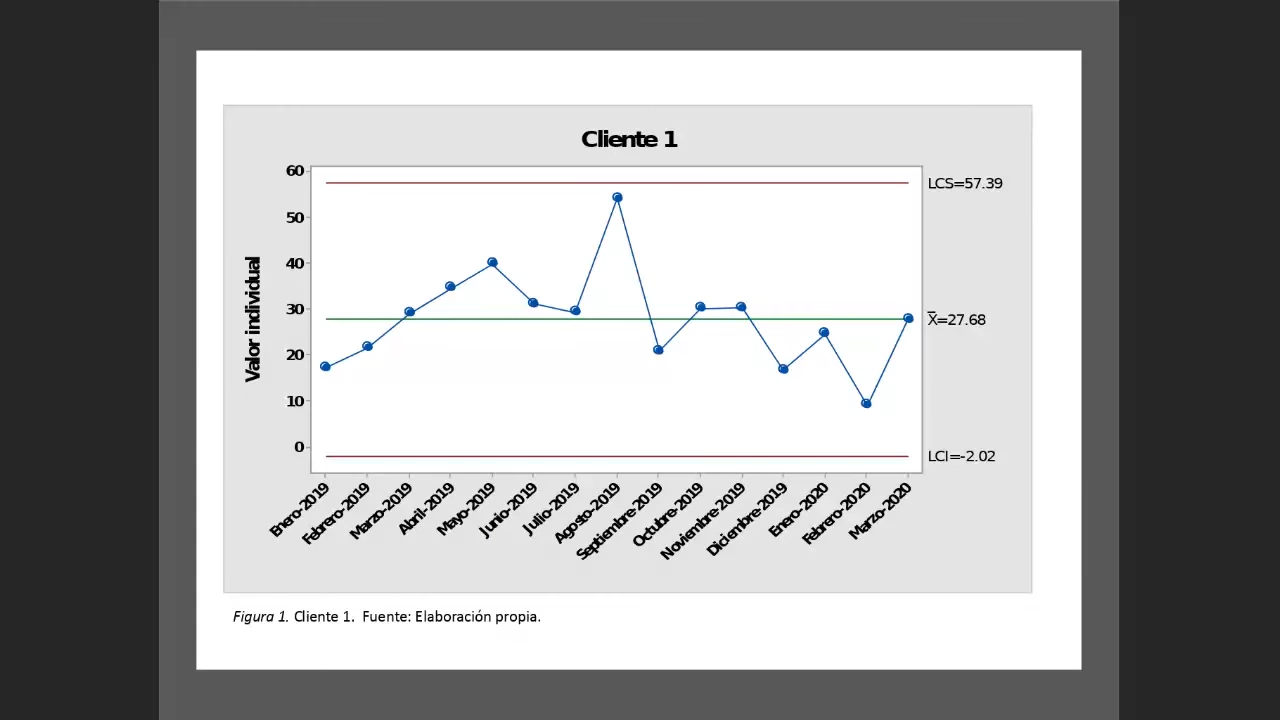 Cliente 1
60
50
40
30
20
10
0
Valor individual
LCS=57.39
X̅=27.68
LCI=-2.02
Enero-2019
Febrero-2019
Marzo-2019
Abril-2019
Mayo-2019
Junio-2019
Julio-2019
Agosto-2019
Septiembre-2019
Octubre-2019
Noviembre-2019
Diciembre-2019
Enero-2020
Febrero-2020
Marzo-2020
Figura 1. Cliente 1. Fuente: Elaboración propia.